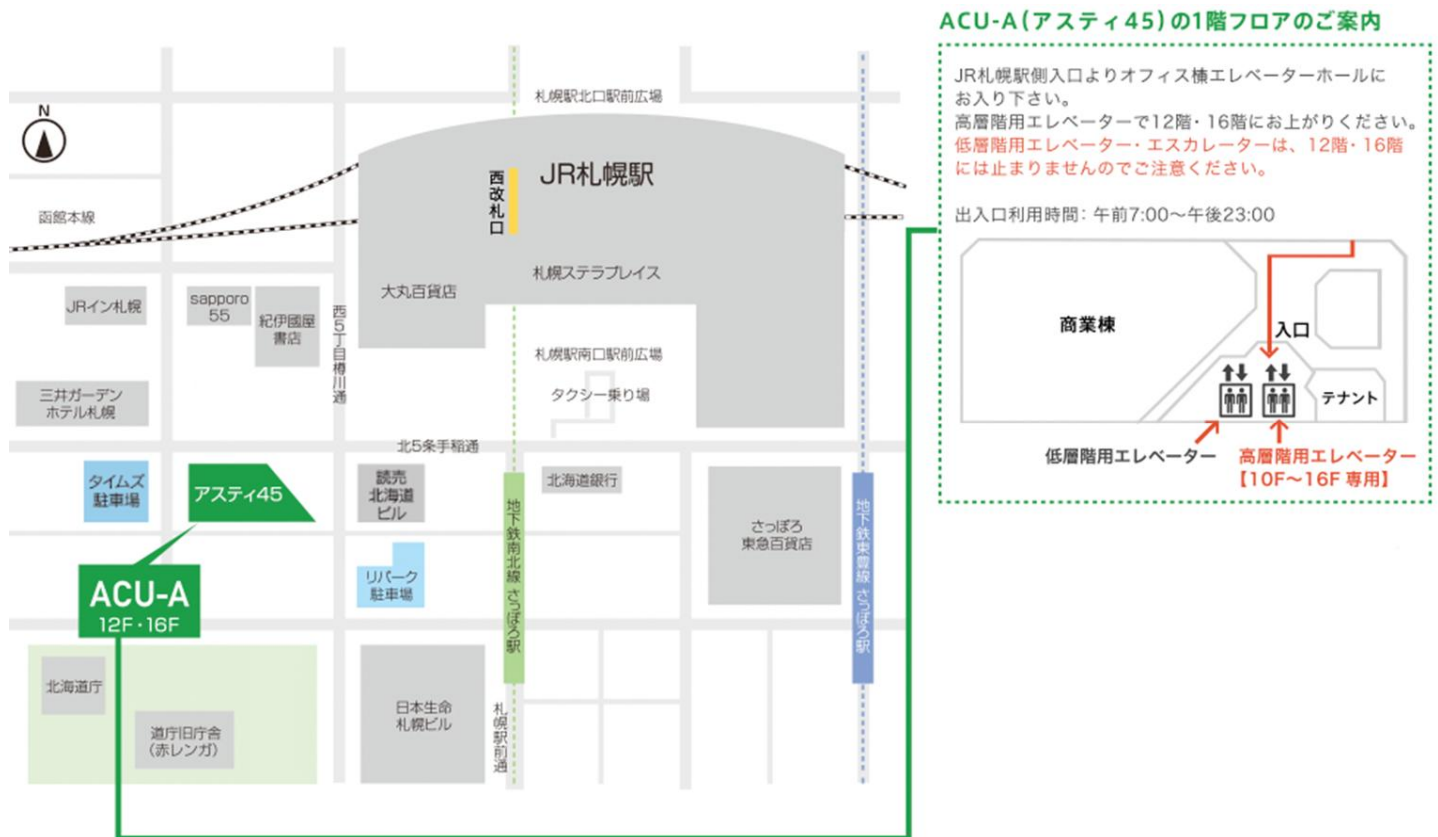 ACU-A(アスティ45)の1階フロアのご案内
JR札幌駅側入口よりオフィス棟エレベーターホールに
お入り下さい。
高層階用エレベーターで12階・16階にお上がりください。
低層階用エレベーター・エスカレーターは、12階・16階
には止まりませんのでご注意ください。
出入口利用時間：午前7:00～午後23:00
商業棟
入口
テナント
低層階用エレベーター
高層階用エレベーター
【10F～16F 専用】
N
札幌駅北口駅前広場
JR札幌駅
西改札口
函館本線
札幌ステラプレイス
大丸百貨店
JRイン札幌
sapporo
55
紀伊國屋
書店
西5丁目樽川通
札幌駅南口駅前広場
タクシー乗り場
三井ガーデン
ホテル札幌
北5条手稲通
タイムズ
駐車場
アスティ45
読売
北海道
ビル
北海道銀行
地下鉄南北線 さっぽろ駅
さっぽろ
東急百貨店
地下鉄東豊線 さっぽろ駅
リパーク
駐車場
ACU-A
12F・16F
北海道庁
道庁旧庁舎
(赤レンガ)
日本生命
札幌ビル
札幌駅前通